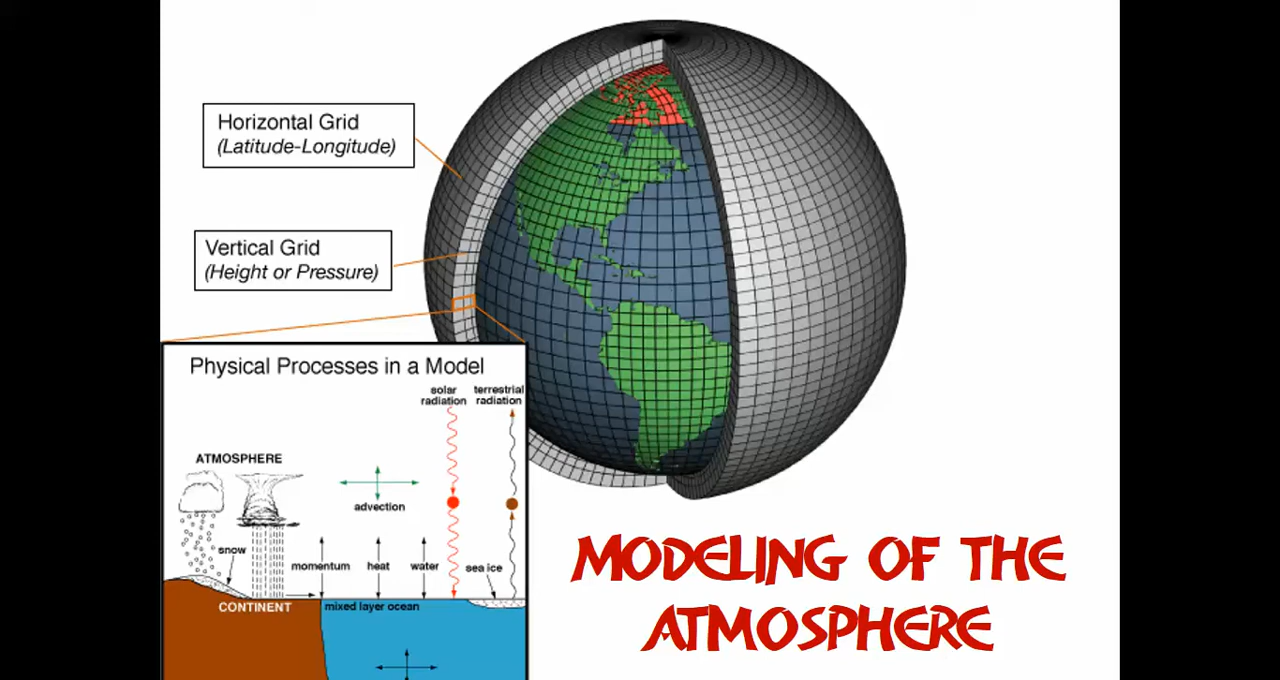 Horizontal Grid
(Latitude-Longitude)
Vertical Grid
(Height or Pressure)
Physical Processes in a Model
solar
radiation
terrestrial
radiation
ATMOSPHERE
advection
snow
momentum
heat
water
sea ice
CONTINENT
mixed layer ocean
MODELING OF THE
ATMOSPHERE